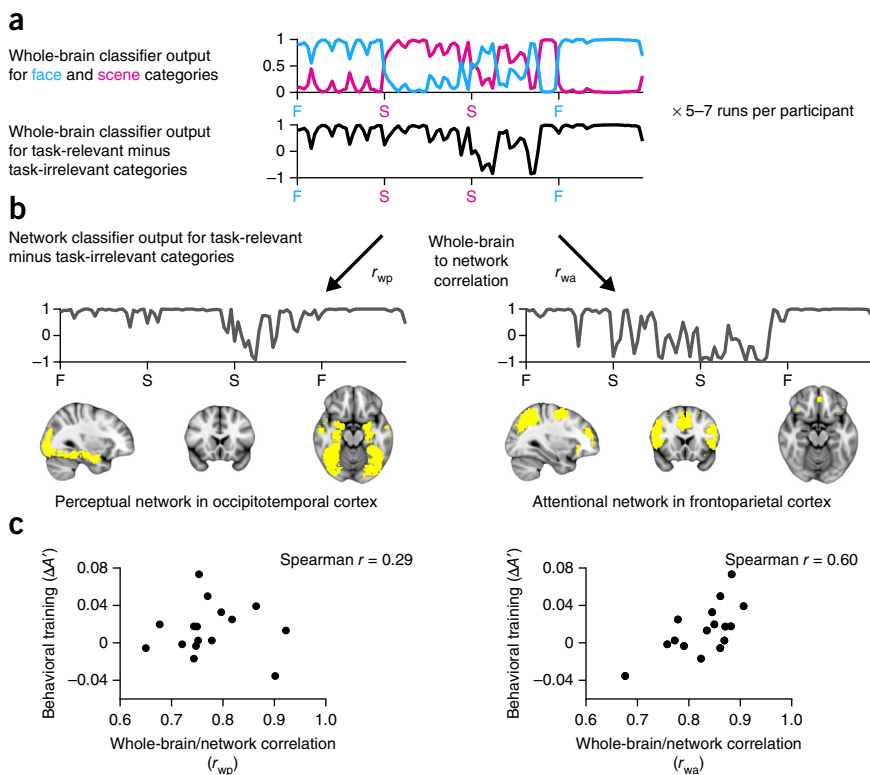 a
Whole-brain classifier output
for face and scene categories
1
0.5
0
F S S F
× 5–7 runs per participant
Whole-brain classifier output
for task-relevant minus
task-irrelevant categories
1
0
–1
F S S F
b
Network classifier output for task-relevant
minus task-irrelevant categories
Whole-brain
to network
correlation
rwp
rwa
1
0
–1
F S S F
1
0
–1
F S S F
Perceptual network in occipitotemporal cortex
Attentional network in frontoparietal cortex
c
Behavioral training (ΔA′)
0.08
0.04
0
–0.04
Spearman r = 0.29
0.6 0.7 0.8 0.9 1.0
Whole-brain/network correlation
(rwp)
Behavioral training (ΔA′)
0.08
0.04
0
–0.04
Spearman r = 0.60
0.6 0.7 0.8 0.9 1.0
Whole-brain/network correlation
(rwa)